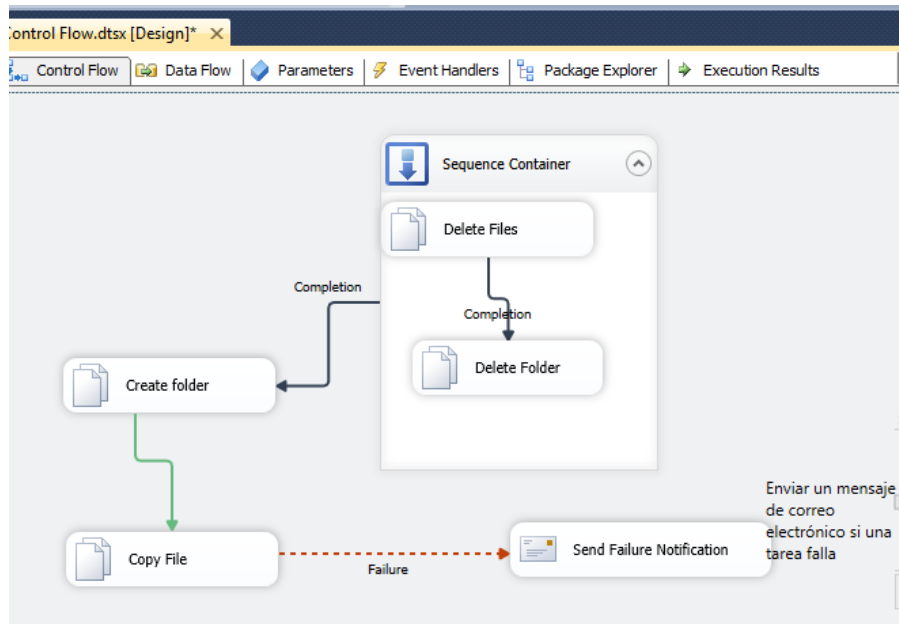 Control Flow.dtsx [Design]*
Control Flow Data Flow Parameters Event Handlers Package Explorer Execution Results
Sequence Container
Delete Files
Completion
Completion
Delete Folder
Create folder
Enviar un mensaje
de correo
electrónico si una
tarea falla
Copy File
Failure
Send Failure Notification